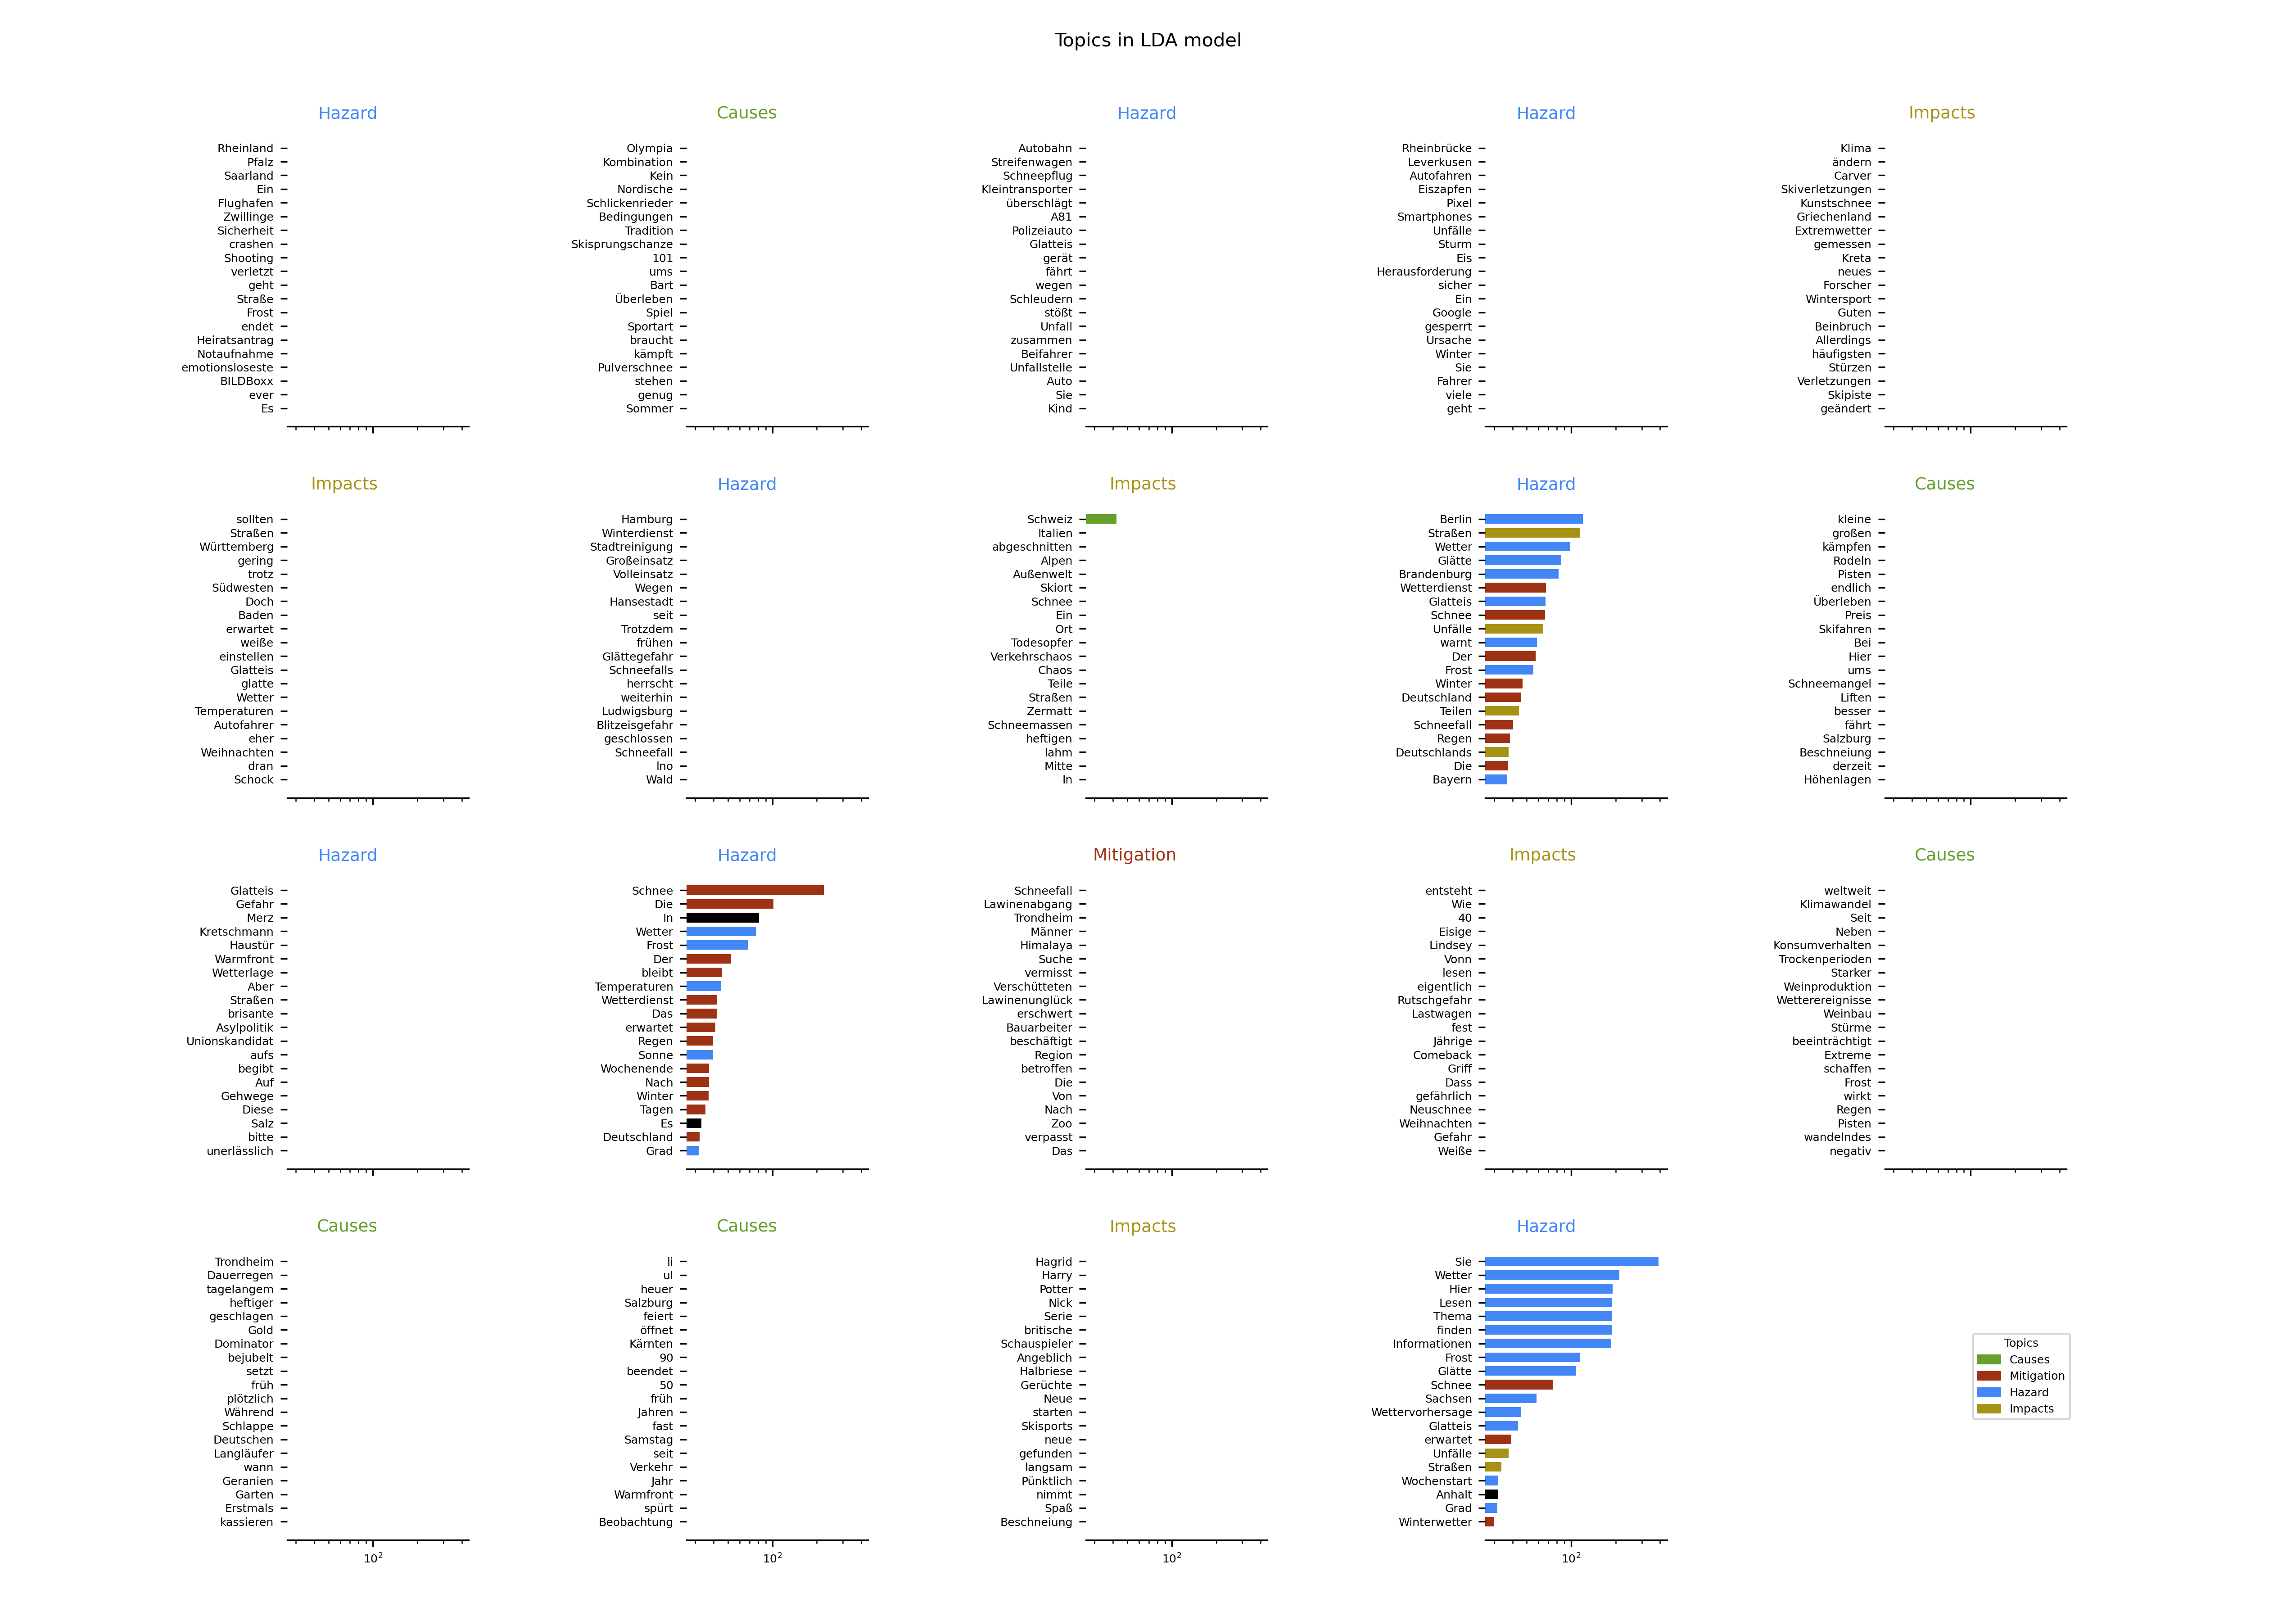 Topics in LDA model
Hazard
Rheinland
Pfalz
Saarland
Ein
Flughafen
Zwillinge
Sicherheit
crashen
Shooting
verletzt
geht
Straße
Frost
endet
Heiratsantrag
Notaufnahme
emotionsloseste
BILDBoxx
ever
Es
Causes
Olympia
Kombination
Kein
Nordische
Schlickenrieder
Bedingungen
Tradition
Skisprungschanze
101
ums
Bart
Überleben
Spiel
Sportart
braucht
kämpft
Pulverschnee
stehen
genug
Sommer
Hazard
Autobahn
Streifenwagen
Schneepflug
Kleintransporter
überschlägt
A81
Polizeiauto
Glatteis
gerät
fährt
wegen
Schleudern
stößt
Unfall
zusammen
Beifahrer
Unfallstelle
Auto
Sie
Kind
Hazard
Rheinbrücke
Leverkusen
Autofahren
Eiszapfen
Pixel
Smartphones
Unfälle
Sturm
Eis
Herausforderung
sicher
Ein
Google
gesperrt
Ursache
Winter
Sie
Fahrer
viele
geht
Impacts
Klima
ändern
Carver
Skiverletzungen
Kunstschnee
Griechenland
Extremwetter
gemessen
Kreta
neues
Forscher
Wintersport
Guten
Beinbruch
Allerdings
häufigsten
Stürzen
Verletzungen
Skipiste
geändert
Impacts
sollten
Straßen
Württemberg
gering
trotz
Südwesten
Doch
Baden
erwartet
weiße
einstellen
Glatteis
glatte
Wetter
Temperaturen
Autofahrer
eher
Weihnachten
dran
Schock
Hazard
Hamburg
Winterdienst
Stadtreinigung
Großeinsatz
Volleinsatz
Wegen
Hansestadt
seit
Trotzdem
frühen
Glättegefahr
Schneefalls
herrscht
weiterhin
Ludwigsburg
Blitzeisgefahr
geschlossen
Schneefall
Ino
Wald
Impacts
Schweiz
Italien
abgeschnitten
Alpen
Außenwelt
Skiort
Schnee
Ein
Ort
Todesopfer
Verkehrschaos
Chaos
Teile
Straßen
Zermatt
Schneemassen
heftigen
lahm
Mitte
In
Hazard
Berlin
Straßen
Wetter
Glätte
Brandenburg
Wetterdienst
Glatteis
Schnee
Unfälle
warnt
Der
Frost
Winter
Deutschland
Teilen
Schneefall
Regen
Deutschlands
Die
Bayern
Causes
kleine
großen
kämpfen
Rodeln
Pisten
endlich
Überleben
Preis
Skifahren
Bei
Hier
ums
Schneemangel
Liften
besser
fährt
Salzburg
Beschneiung
derzeit
Höhenlagen
Hazard
Glatteis
Gefahr
Merz
Kretschmann
Haustür
Warmfront
Wetterlage
Aber
Straßen
brisante
Asylpolitik
Unionskandidat
aufs
begibt
Auf
Gehwege
Diese
Salz
bitte
unerlässlich
Hazard
Schnee
Die
In
Wetter
Frost
Der
bleibt
Temperaturen
Wetterdienst
Das
erwartet
Regen
Sonne
Wochenende
Nach
Winter
Tagen
Es
Deutschland
Grad
Mitigation
Schneefall
Lawinenabgang
Trondheim
Männer
Himalaya
Suche
vermisst
Verschütteten
Lawinenunglück
erschwert
Bauarbeiter
beschäftigt
Region
betroffen
Die
Von
Nach
Zoo
verpasst
Das
Impacts
entsteht
Wie
40
Eisige
Lindsey
Vonn
lesen
eigentlich
Rutschgefahr
Lastwagen
fest
Jährige
Comeback
Griff
Dass
gefährlich
Neuschnee
Weihnachten
Gefahr
Weiße
Causes
weltweit
Klimawandel
Seit
Neben
Konsumverhalten
Trockenperioden
Starker
Weinproduktion
Wetterereignisse
Weinbau
Stürme
beeinträchtigt
Extreme
schaffen
Frost
wirkt
Regen
Pisten
wandelndes
negativ
Causes
Trondheim
Dauerregen
tagelangem
heftiger
geschlagen
Gold
Dominator
bejubelt
setzt
früh
plötzlich
Während
Schlappe
Deutschen
Langläufer
wann
Geranien
Garten
Erstmals
kassieren
10²
Causes
li
ul
heuer
Salzburg
feiert
öffnet
Kärnten
90
beendet
50
früh
Jahren
fast
Samstag
seit
Verkehr
Jahr
Warmfront
spürt
Beobachtung
10²
Impacts
Hagrid
Harry
Potter
Nick
Serie
britische
Schauspieler
Angeblich
Halbriese
Gerüchte
Neue
starten
Skisports
neue
gefunden
langsam
Pünktlich
nimmt
Spaß
Beschneiung
10²
Hazard
Sie
Wetter
Hier
Lesen
Thema
finden
Informationen
Frost
Glätte
Schnee
Sachsen
Wettervorhersage
Glatteis
erwartet
Unfälle
Straßen
Wochenstart
Anhalt
Grad
Winterwetter
10²
Topics
Causes
Mitigation
Hazard
Impacts